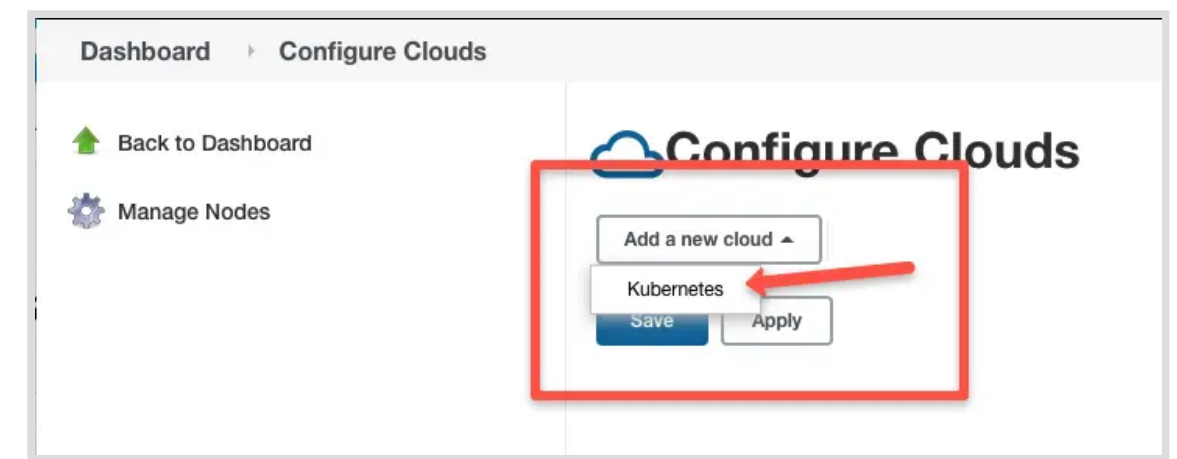 Dashboard Configure Clouds
Back to Dashboard
Manage Nodes
Configure Clouds
Add a new cloud
Kubernetes
Save Apply